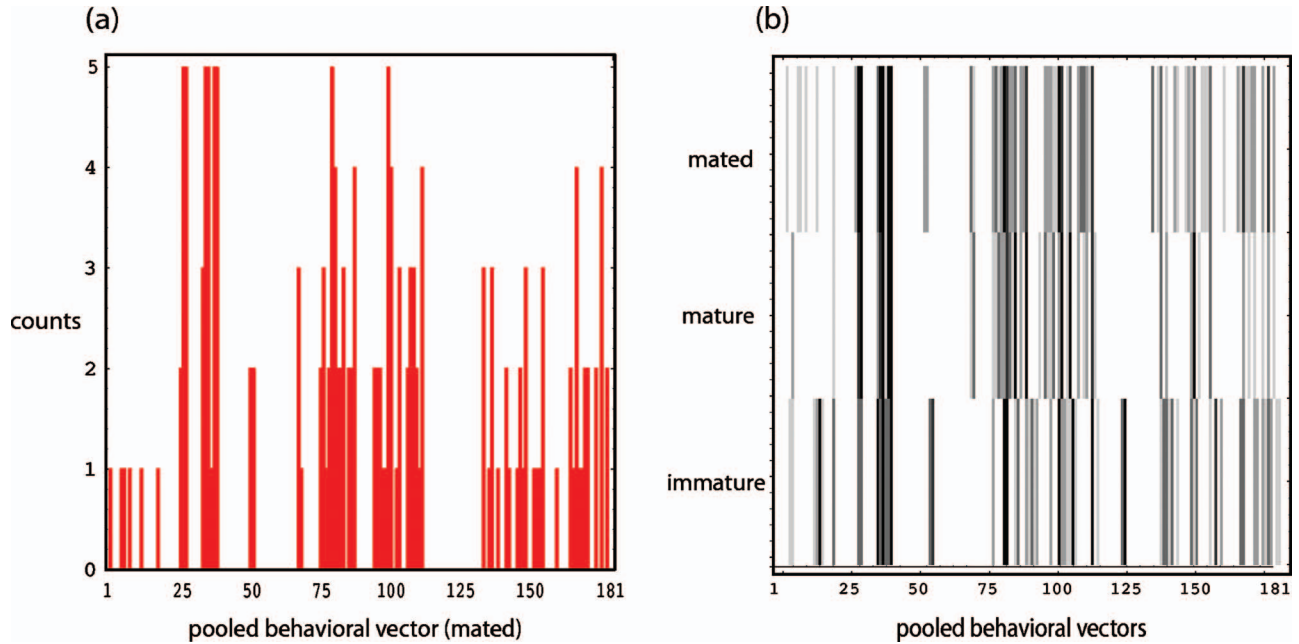 (a)
5
4
3
2
1
0
counts
1 25 50 75 100 125 150 181
pooled behavioral vector (mated)
(b)
mated
mature
immature
1 25 50 75 100 125 150 181
pooled behavioral vectors